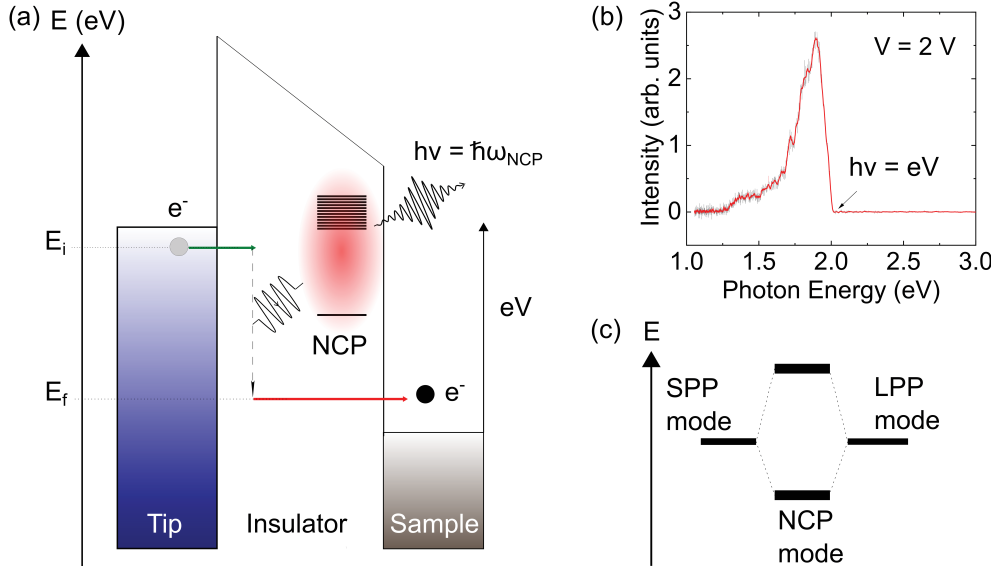 (a)
E (eV)
hν = ħω_NCP
e⁻
E_i
eV
NCP
E_f
e⁻
Tip
Insulator
Sample
(b)
3
2
1
0
Intensity (arb. units)
V = 2 V
hν = eV
1.0 1.5 2.0 2.5 3.0
Photon Energy (eV)
(c)
E
SPP
mode
LPP
mode
NCP
mode